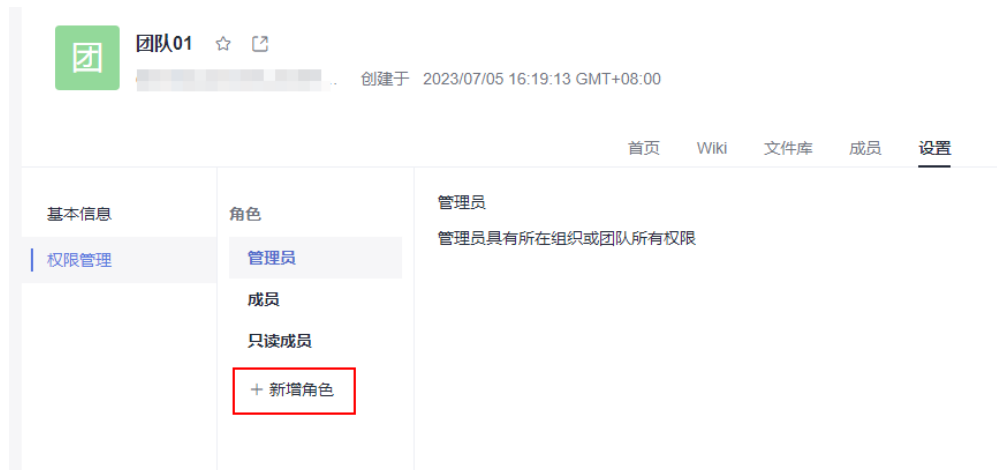 团
团队01
创建于 2023/07/05 16:19:13 GMT+08:00
首页 Wiki 文件库 成员 设置
基本信息
权限管理
角色
管理员
成员
只读成员
+ 新增角色
管理员
管理员具有所在组织或团队所有权限